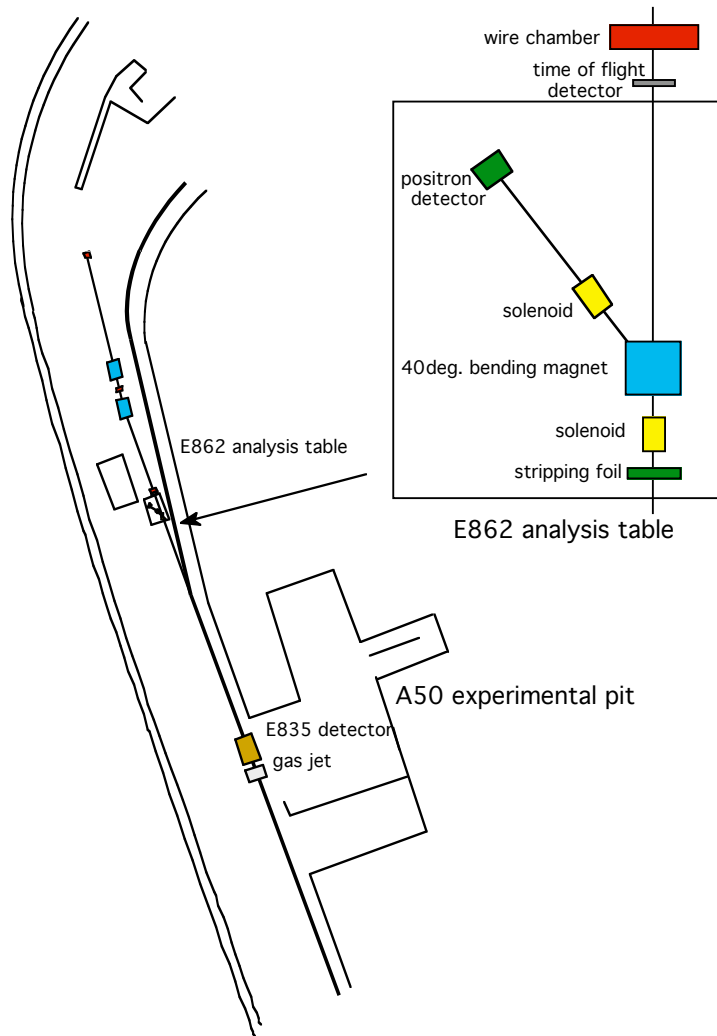 wire chamber
time of flight
detector
positron
detector
solenoid
40deg. bending magnet
solenoid
stripping foil
E862 analysis table
E862 analysis table
A50 experimental pit
E835 detector
gas jet